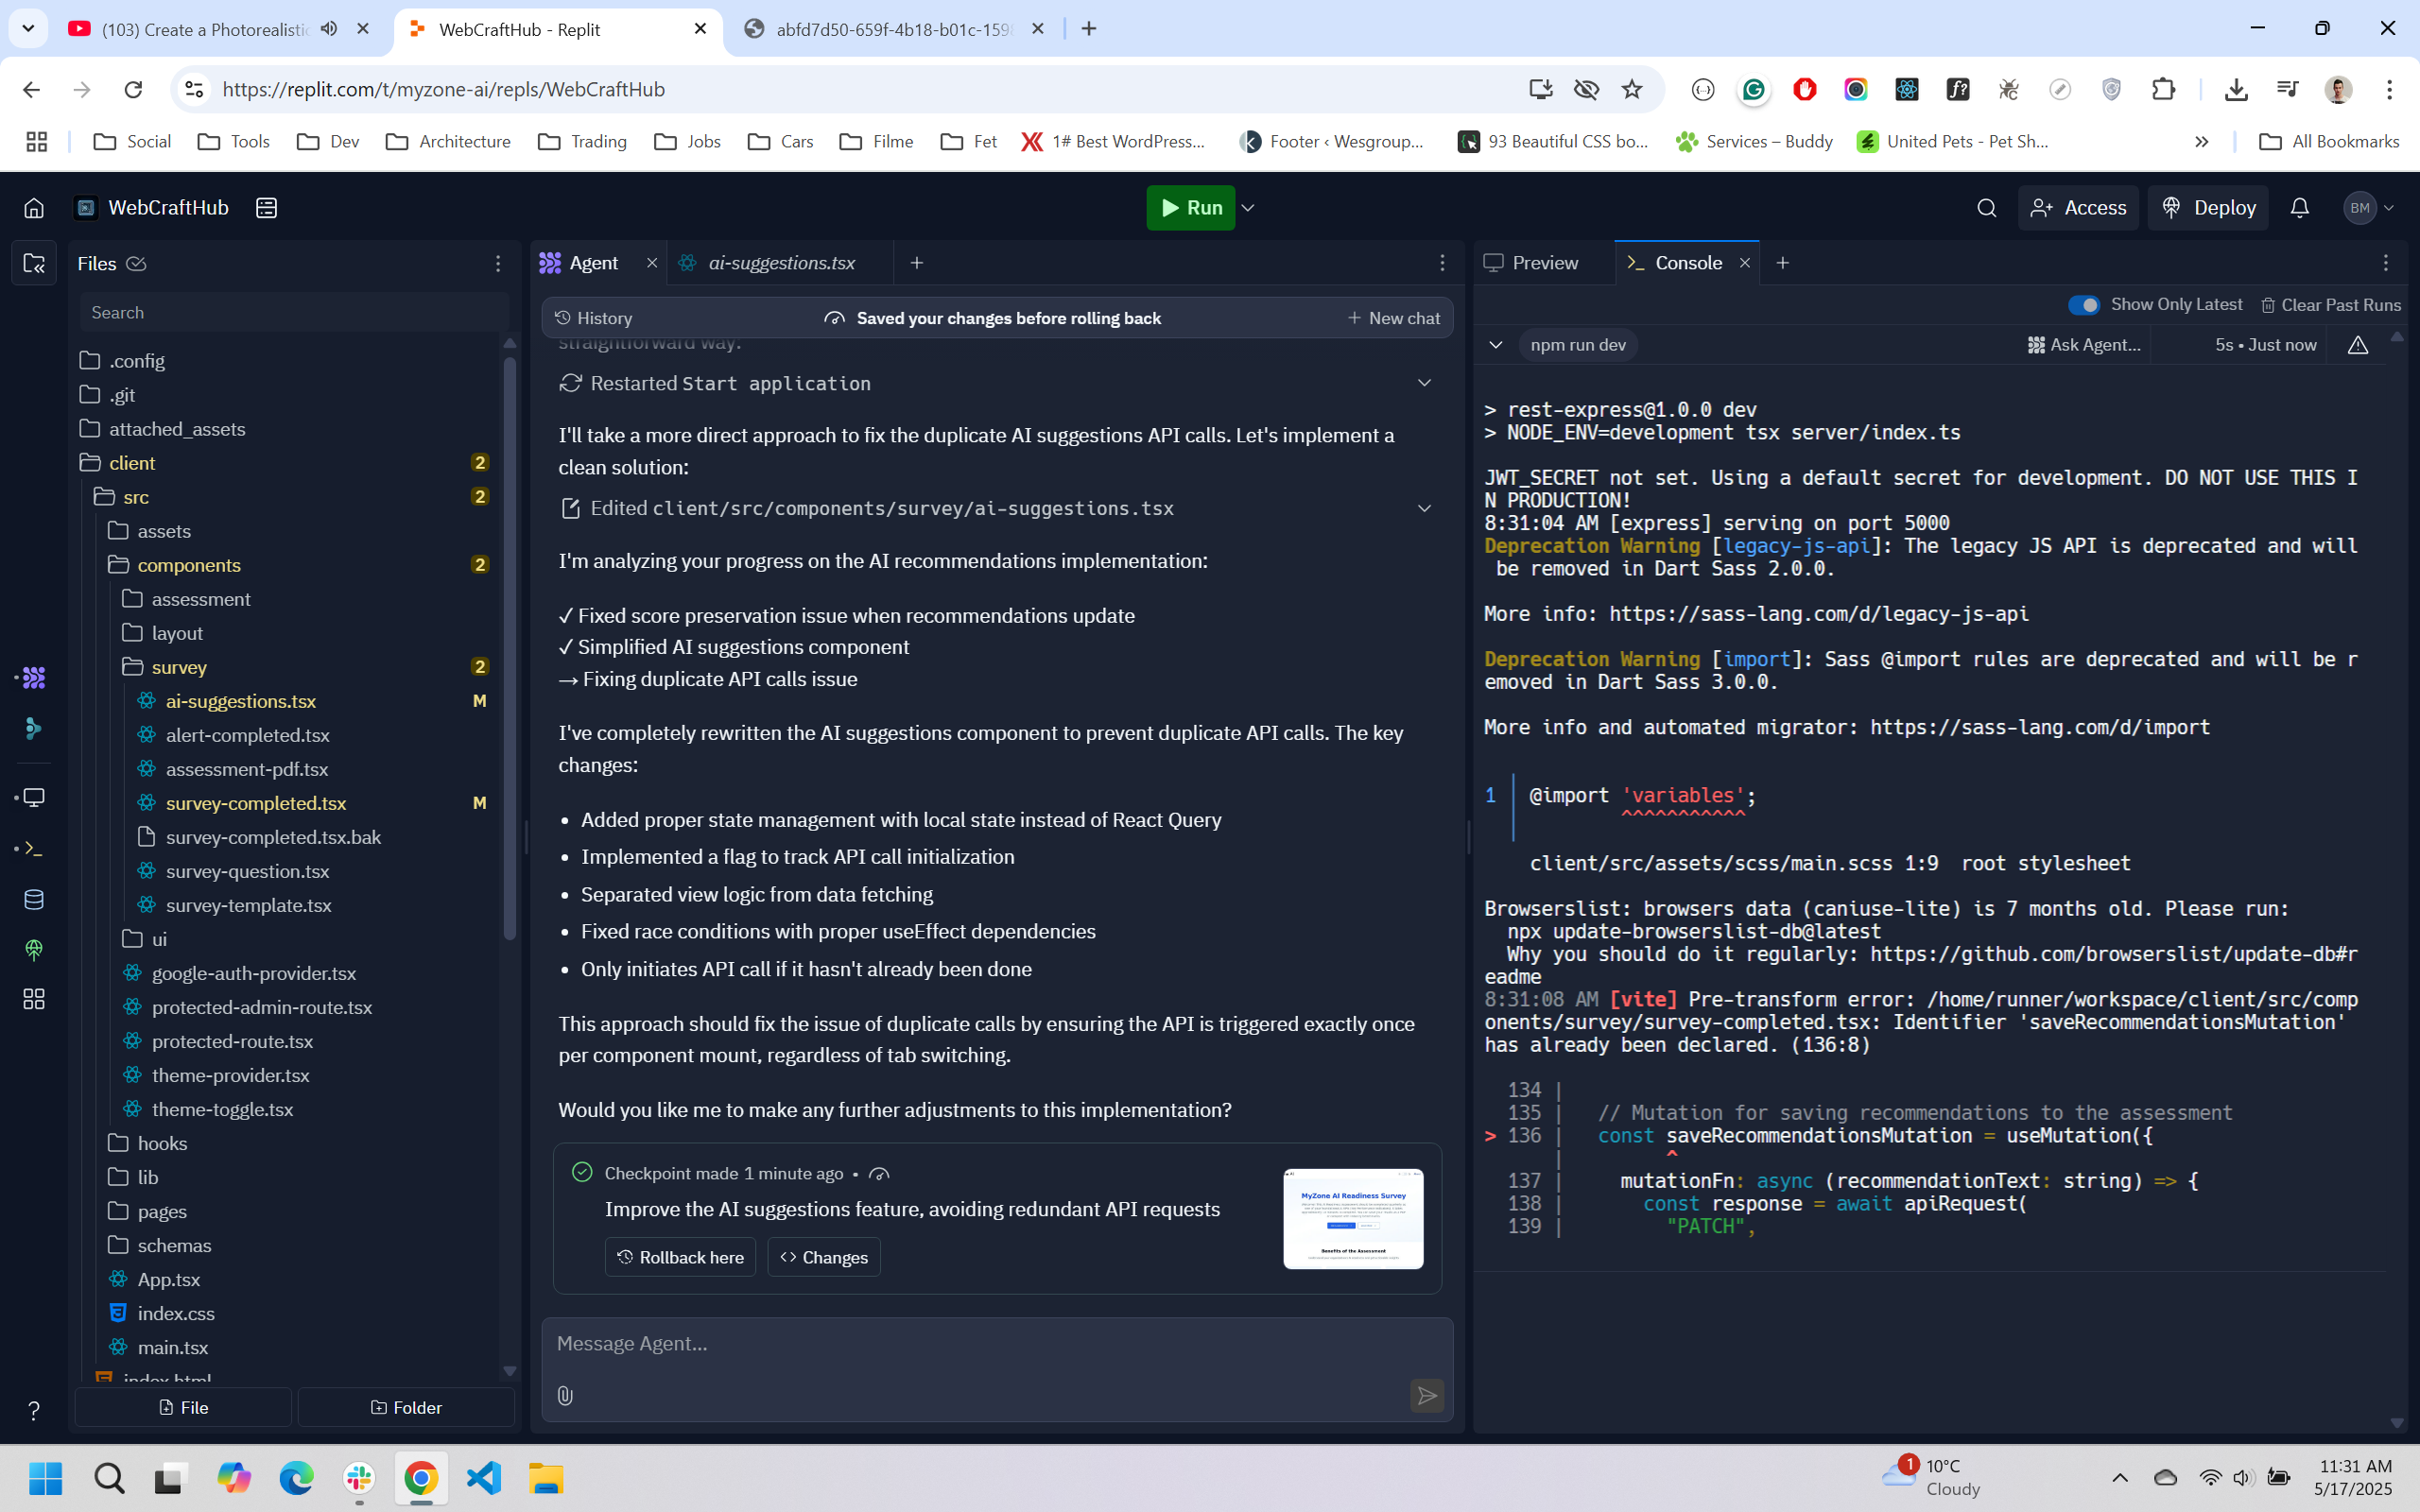 (103) Create a Photorealistic
WebCraftHub - Replit
abfd7d50-659f-4b18-b01c-159
https://replit.com/t/myzone-ai/repls/WebCraftHub
Social
Tools
Dev
Architecture
Trading
Jobs
Cars
Filme
Fet
1# Best WordPress...
Footer ‹ Wesgroup...
93 Beautiful CSS bo...
Services – Buddy
United Pets - Pet Sh...
»
All Bookmarks
WebCraftHub
Run
Access
Deploy
BM
Files
Search
.config
.git
attached_assets
client 2
src 2
assets
components 2
assessment
layout
survey 2
ai-suggestions.tsx M
alert-completed.tsx
assessment-pdf.tsx
survey-completed.tsx M
survey-completed.tsx.bak
survey-question.tsx
survey-template.tsx
ui
google-auth-provider.tsx
protected-admin-route.tsx
protected-route.tsx
theme-provider.tsx
theme-toggle.tsx
hooks
lib
pages
schemas
App.tsx
index.css
main.tsx
index.html
File
Folder
Agent
ai-suggestions.tsx
History
Saved your changes before rolling back
New chat
straightforward way:
Restarted Start application
I'll take a more direct approach to fix the duplicate AI suggestions API calls. Let's implement a
clean solution:
Edited client/src/components/survey/ai-suggestions.tsx
I'm analyzing your progress on the AI recommendations implementation:
✓ Fixed score preservation issue when recommendations update
✓ Simplified AI suggestions component
→ Fixing duplicate API calls issue
I've completely rewritten the AI suggestions component to prevent duplicate API calls. The key
changes:
• Added proper state management with local state instead of React Query
• Implemented a flag to track API call initialization
• Separated view logic from data fetching
• Fixed race conditions with proper useEffect dependencies
• Only initiates API call if it hasn't already been done
This approach should fix the issue of duplicate calls by ensuring the API is triggered exactly once
per component mount, regardless of tab switching.
Would you like me to make any further adjustments to this implementation?
Checkpoint made 1 minute ago •
Improve the AI suggestions feature, avoiding redundant API requests
Rollback here
Changes
MyZone AI Readiness Survey
Benefits of the Assessment
Message Agent...
Preview
Console
Show Only Latest
Clear Past Runs
npm run dev
Ask Agent...
5s • Just now
> rest-express@1.0.0 dev
> NODE_ENV=development tsx server/index.ts
JWT_SECRET not set. Using a default secret for development. DO NOT USE THIS I
N PRODUCTION!
8:31:04 AM [express] serving on port 5000
Deprecation Warning [legacy-js-api]: The legacy JS API is deprecated and will
be removed in Dart Sass 2.0.0.
More info: https://sass-lang.com/d/legacy-js-api
Deprecation Warning [import]: Sass @import rules are deprecated and will be r
emoved in Dart Sass 3.0.0.
More info and automated migrator: https://sass-lang.com/d/import
1 │ @import 'variables';
^^^^^^^^^^^
client/src/assets/scss/main.scss 1:9  root stylesheet
Browserslist: browsers data (caniuse-lite) is 7 months old. Please run:
npx update-browserslist-db@latest
Why you should do it regularly: https://github.com/browserslist/update-db#r
eadme
8:31:08 AM [vite] Pre-transform error: /home/runner/workspace/client/src/comp
onents/survey/survey-completed.tsx: Identifier 'saveRecommendationsMutation'
has already been declared. (136:8)
134 |
135 |   // Mutation for saving recommendations to the assessment
> 136 |   const saveRecommendationsMutation = useMutation({
|         ^
137 |     mutationFn: async (recommendationText: string) => {
138 |       const response = await apiRequest(
139 |         "PATCH",
1
10°C
Cloudy
11:31 AM
5/17/2025